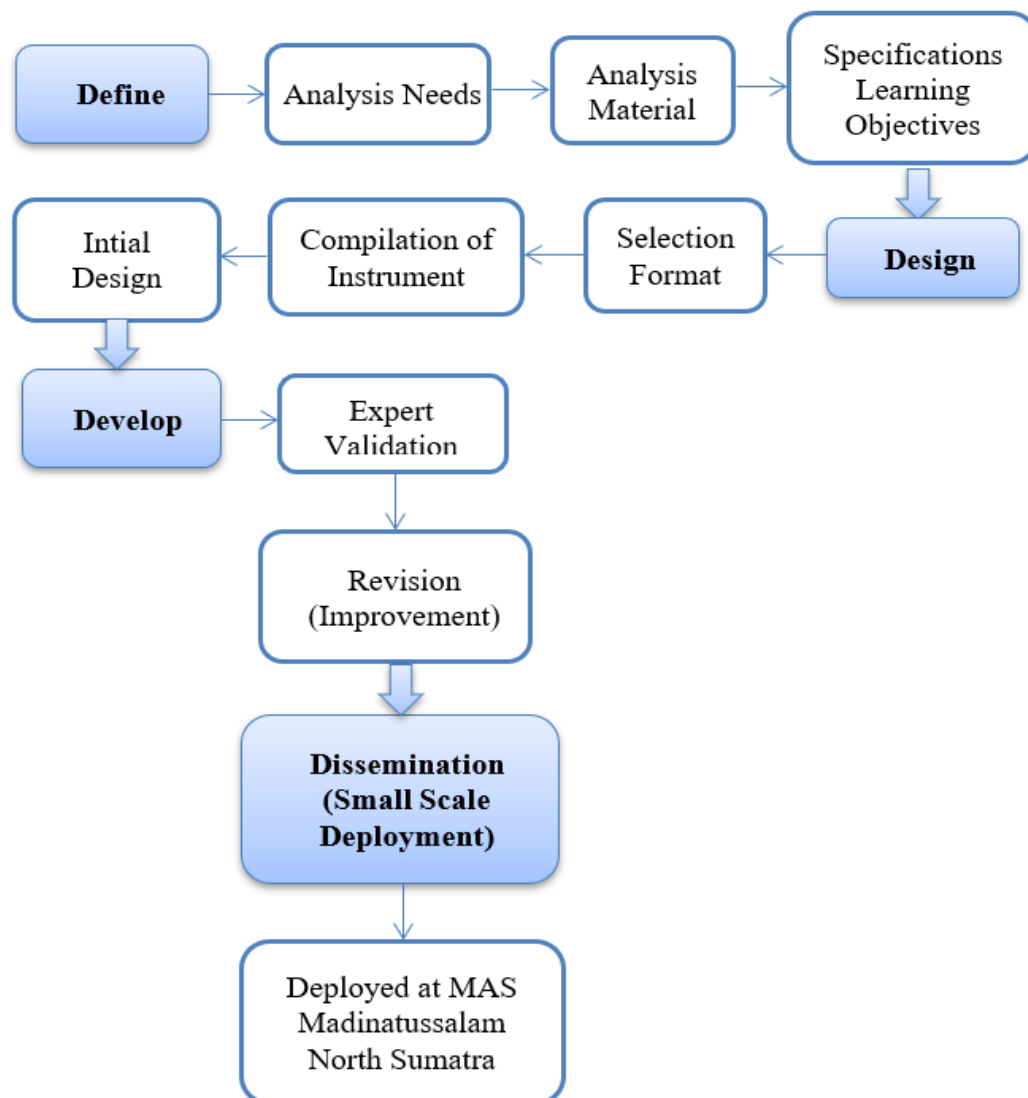 Define
Analysis Needs
Analysis
Material
Specifications
Learning
Objectives
Design
Selection
Format
Compilation of
Instrument
Intial
Design
Develop
Expert
Validation
Revision
(Improvement)
Dissemination
(Small Scale
Deployment)
Deployed at MAS
Madinatussalam
North Sumatra